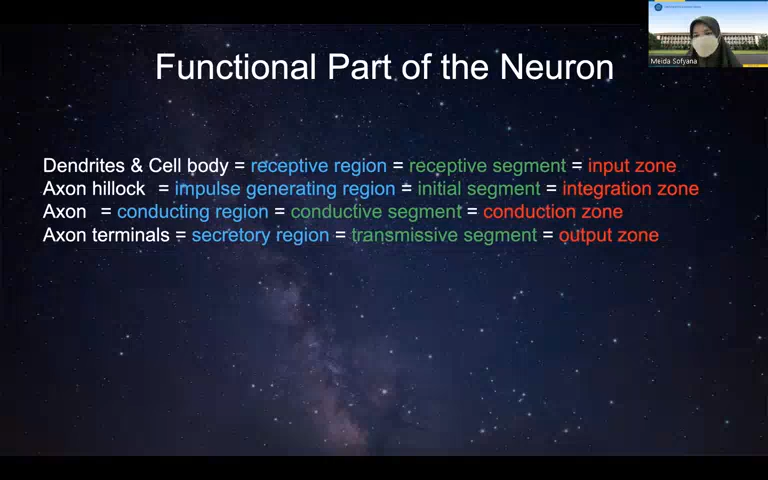 Functional Part of the Neuron
Dendrites & Cell body = receptive region = receptive segment = input zone
Axon hillock = impulse generating region = initial segment = integration zone
Axon = conducting region = conductive segment = conduction zone
Axon terminals = secretory region = transmissive segment = output zone
Meida Sofyana